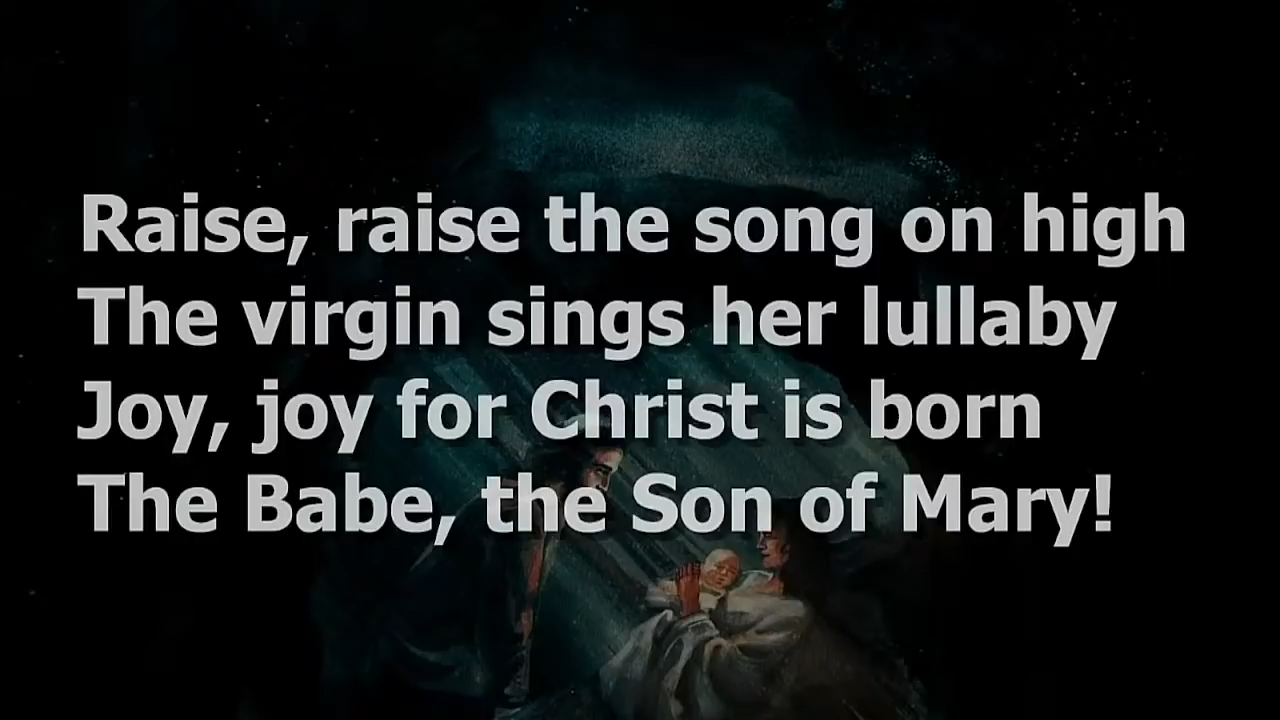 Raise, raise the song on high
The virgin sings her lullaby
Joy, joy for Christ is born
The Babe, the Son of Mary!